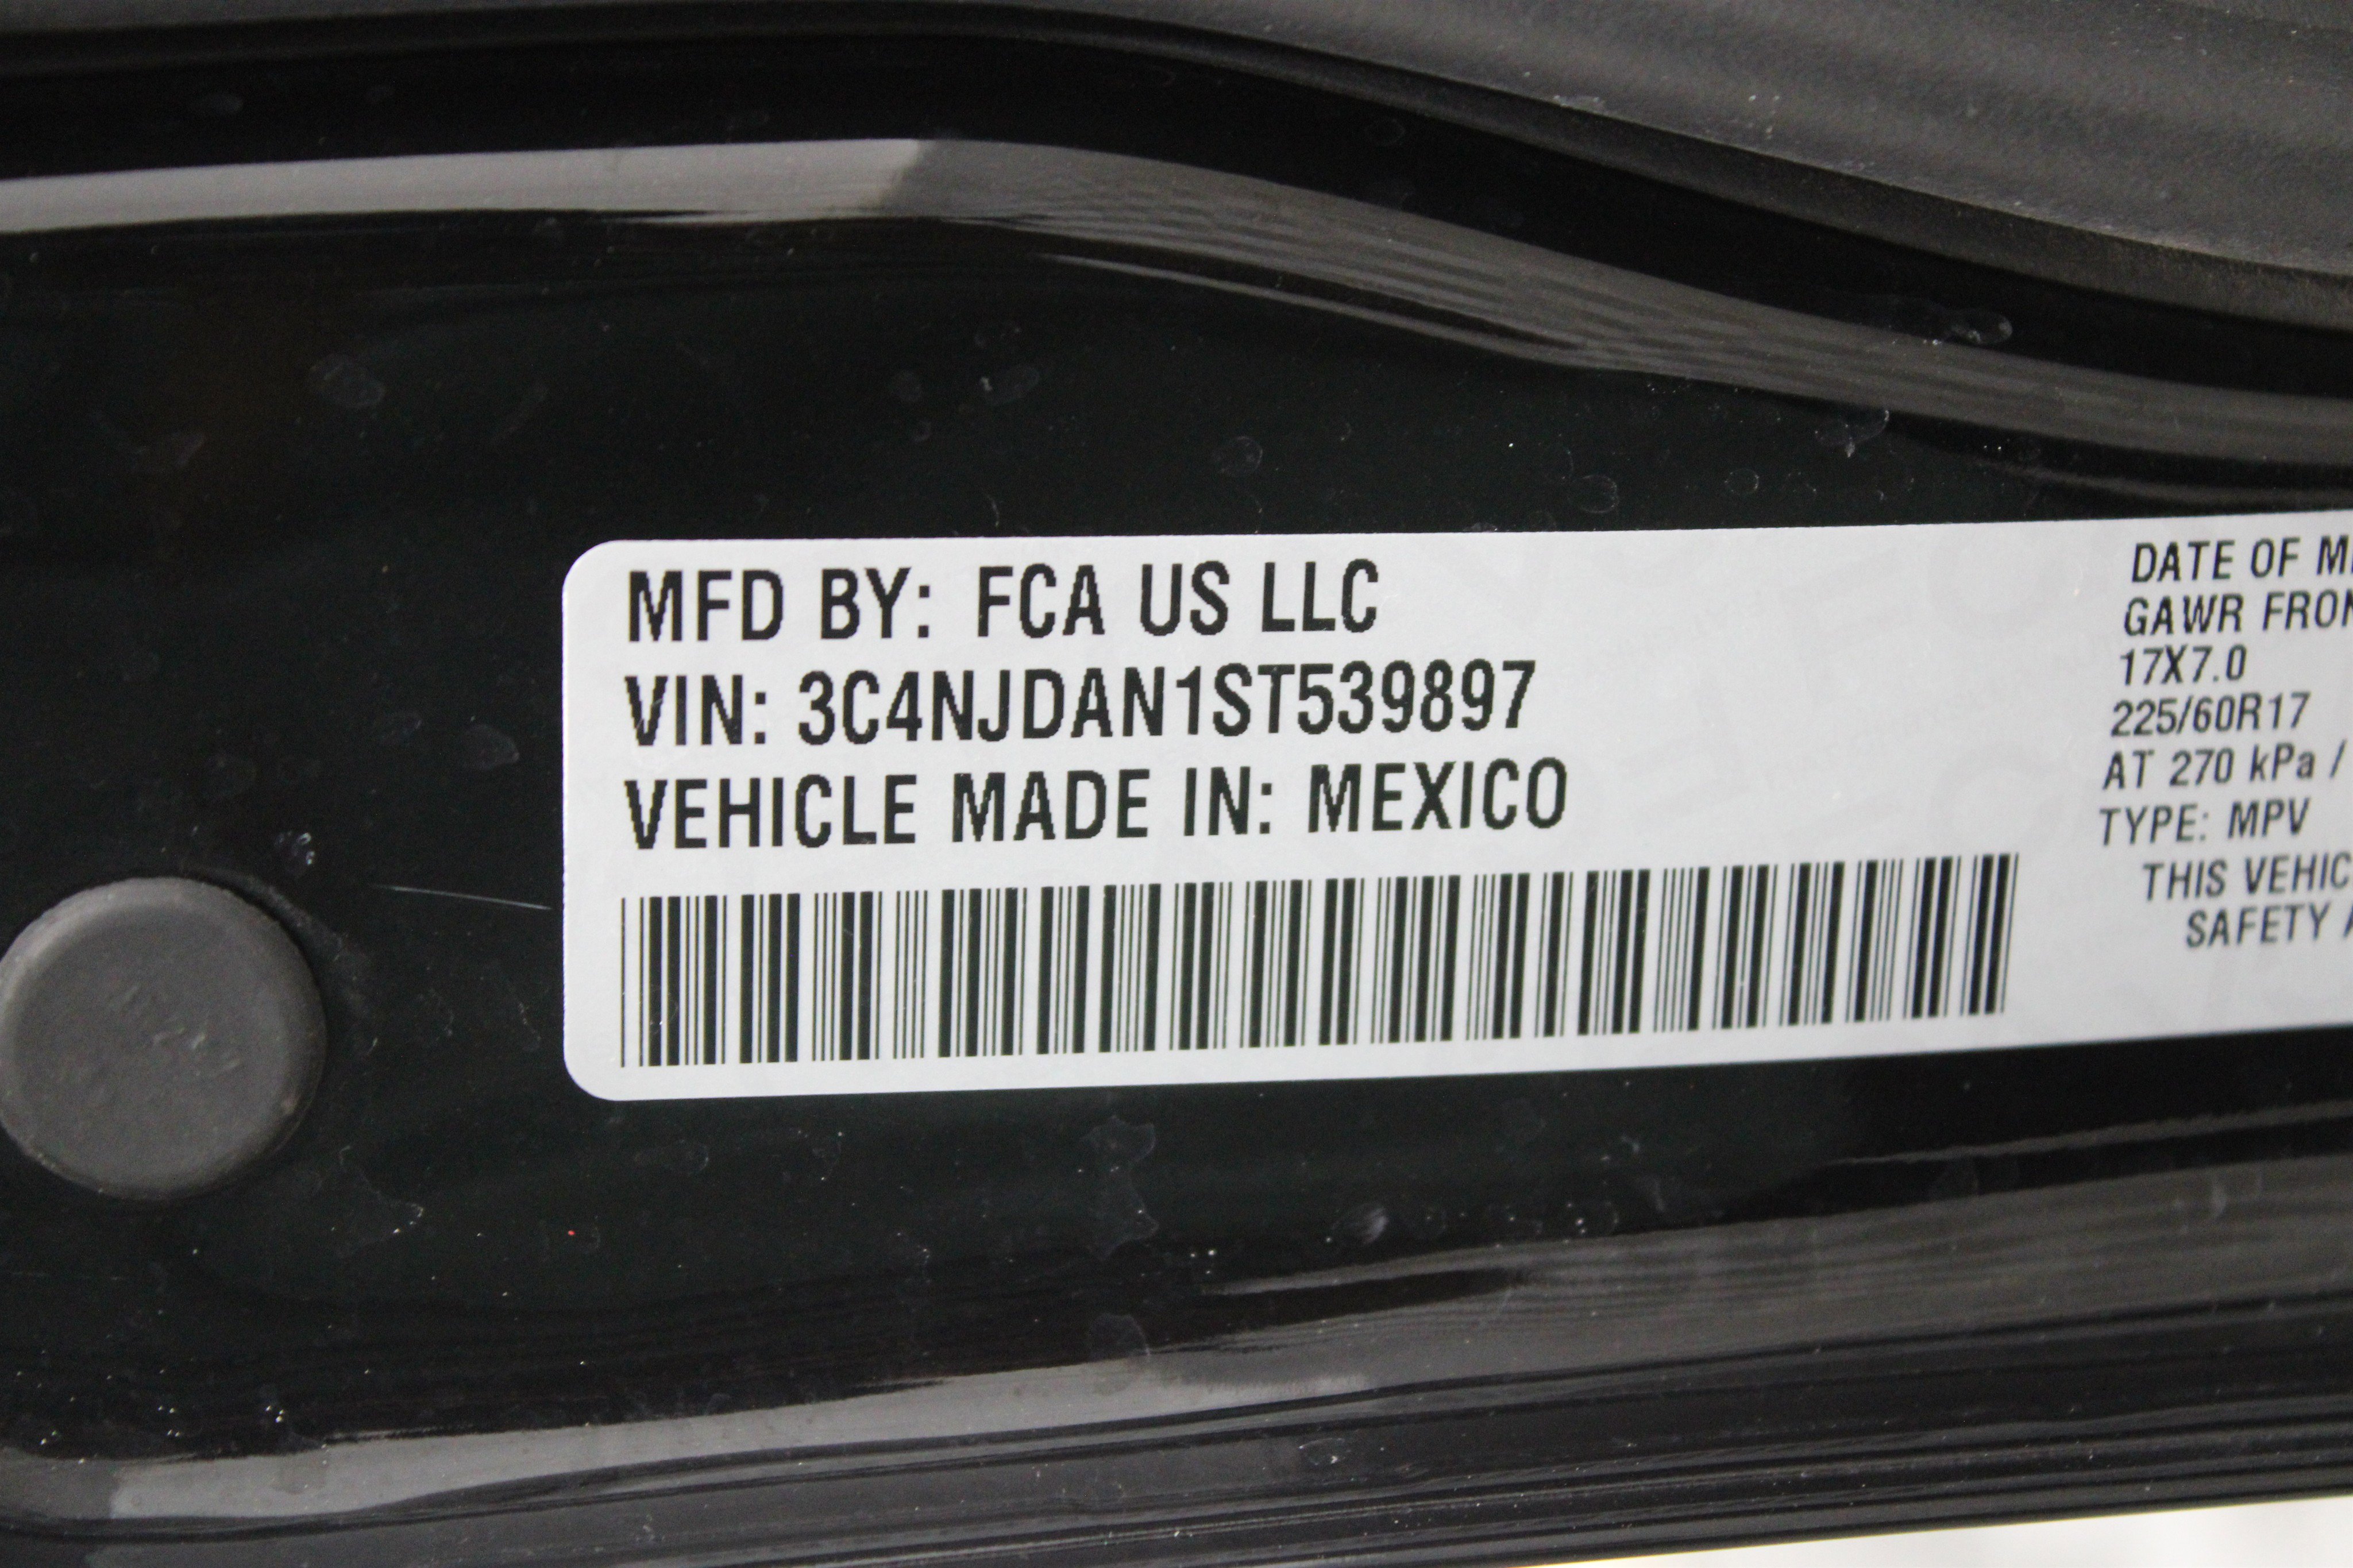 MFD BY: FCA US LLC
VIN: 3C4NJDAN1ST539897
VEHICLE MADE IN: MEXICO
DATE OF
GAWR
17X7.0
225/60R17
AT 270 kPa /
TYPE: MPV
THIS
SAFETY